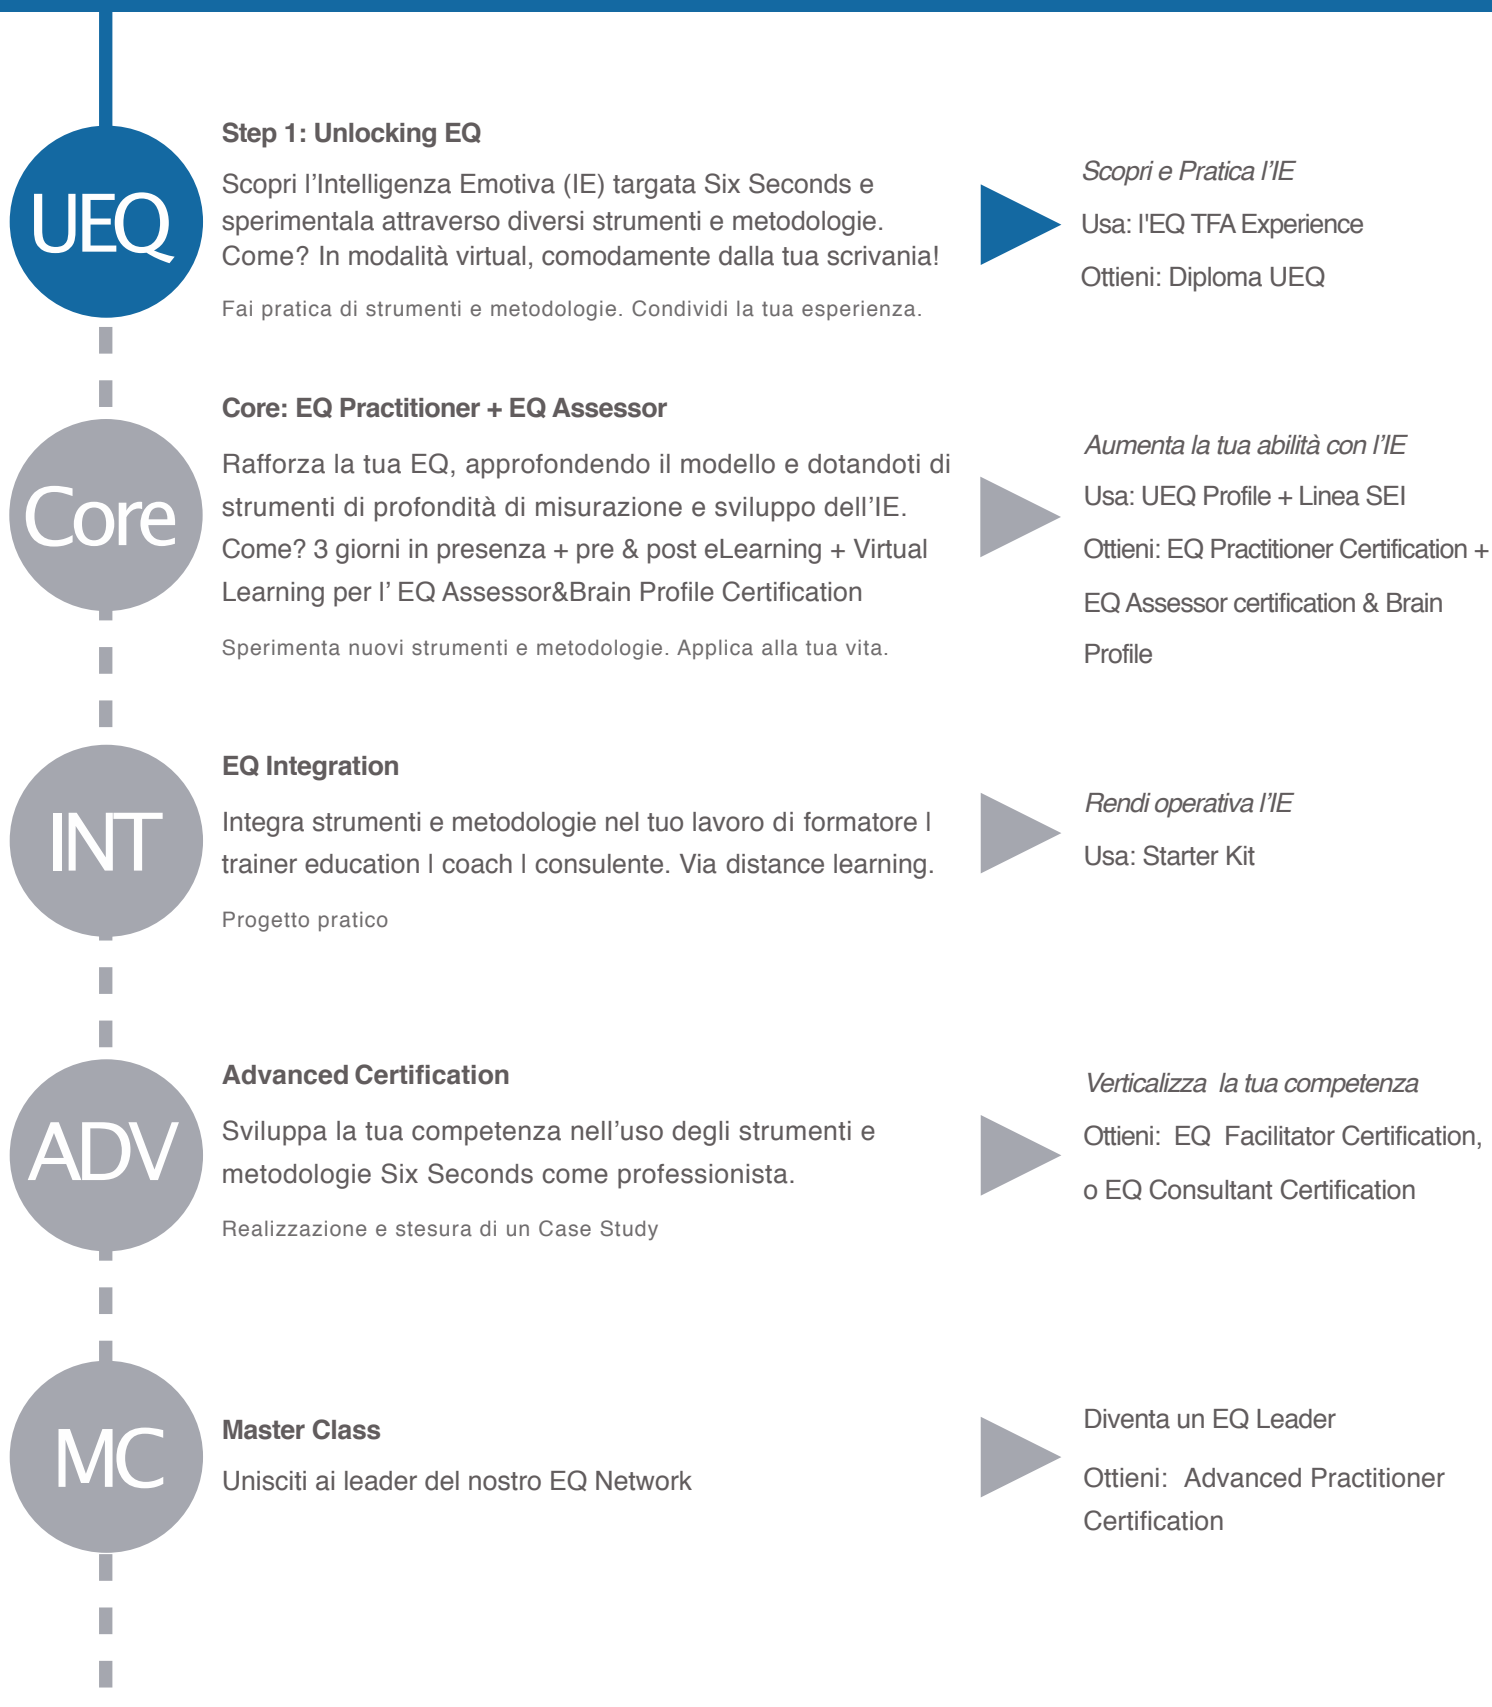 UEQ
Step 1: Unlocking EQ
Scopri l’Intelligenza Emotiva (IE) targata Six Seconds e
sperimentala attraverso diversi strumenti e metodologie.
Come? In modalità virtual, comodamente dalla tua scrivania!
Fai pratica di strumenti e metodologie. Condividi la tua esperienza.
Scopri e Pratica l’IE
Usa: l'EQ TFA Experience
Ottieni: Diploma UEQ
Core
Core: EQ Practitioner + EQ Assessor
Rafforza la tua EQ, approfondendo il modello e dotandoti di
strumenti di profondità di misurazione e sviluppo dell’IE.
Come? 3 giorni in presenza + pre & post eLearning + Virtual
Learning per l’ EQ Assessor&Brain Profile Certification
Sperimenta nuovi strumenti e metodologie. Applica alla tua vita.
Aumenta la tua abilità con l’IE
Usa: UEQ Profile + Linea SEI
Ottieni: EQ Practitioner Certification +
EQ Assessor certification & Brain
Profile
INT
EQ Integration
Integra strumenti e metodologie nel tuo lavoro di formatore l
trainer education l coach l consulente. Via distance learning.
Progetto pratico
Rendi operativa l’IE
Usa: Starter Kit
ADV
Advanced Certification
Sviluppa la tua competenza nell’uso degli strumenti e
metodologie Six Seconds come professionista.
Realizzazione e stesura di un Case Study
Verticalizza la tua competenza
Ottieni: EQ Facilitator Certification,
o EQ Consultant Certification
MC
Master Class
Unisciti ai leader del nostro EQ Network
Diventa un EQ Leader
Ottieni: Advanced Practitioner
Certification